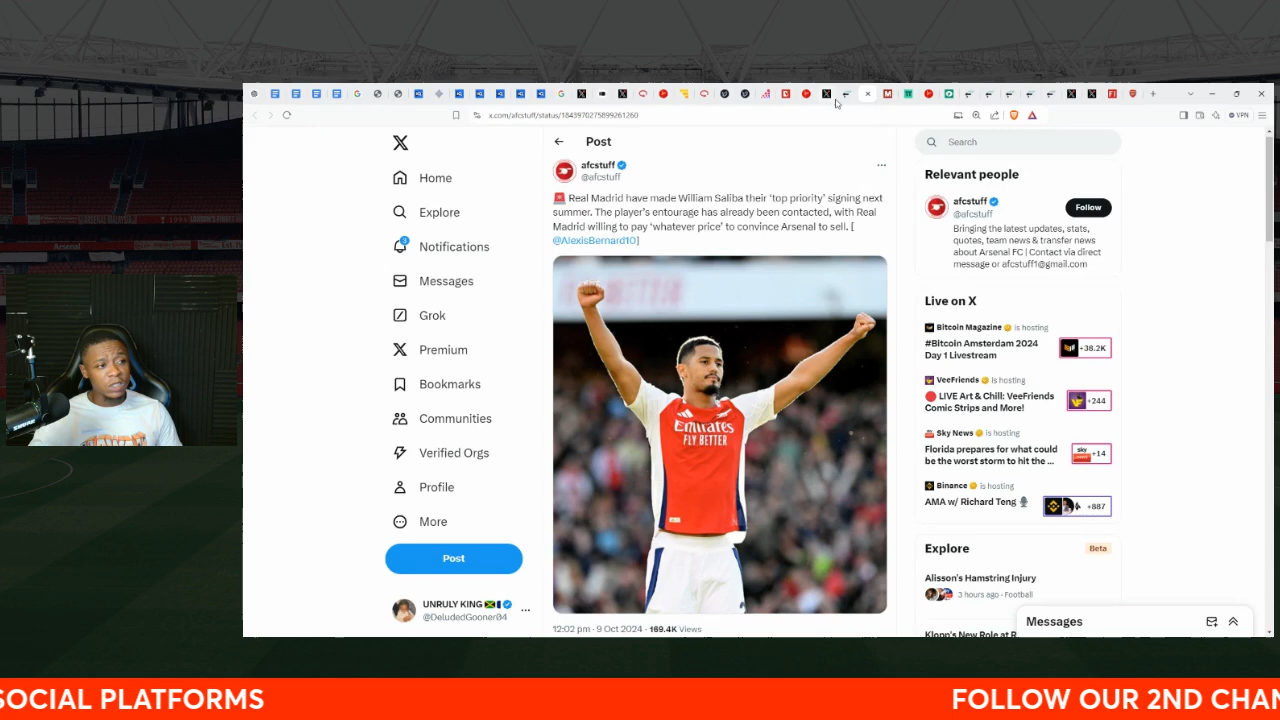 x.com/afcstuff/status/1843970275899261260
VPN
Post
Search
Home
Explore
Notifications
Messages
Grok
Premium
Bookmarks
Communities
Verified Orgs
Profile
More
Post
UNRULY KING
@DeludedGooner04
afcstuff
@afcstuff
Real Madrid have made William Saliba their ‘top priority’ signing next
summer. The player’s entourage has already been contacted, with Real
Madrid willing to pay ‘whatever price’ to convince Arsenal to sell. [
@AlexisBernard10]
Emirates
FLY BETTER
12:02 pm · 9 Oct 2024 · 169.4K Views
Relevant people
afcstuff
@afcstuff
Follow
Bringing the latest updates, stats,
quotes, team news & transfer news
about Arsenal FC | Contact via direct
message or afcstuff1@gmail.com
Live on X
Bitcoin Magazine is hosting
#Bitcoin Amsterdam 2024
Day 1 Livestream
+38.2K
VeeFriends is hosting
LIVE Art & Chill: VeeFriends
Comic Strips and More!
+244
Sky News is hosting
Florida prepares for what could
be the worst storm to hit the ...
sky
+14
Binance is hosting
AMA w/ Richard Teng
+887
Explore
Beta
Alisson's Hamstring Injury
3 hours ago · Football
Klopp's New Role at R
Messages
Arsenal
SHURE
SOCIAL PLATFORMS
FOLLOW OUR 2ND CHAN